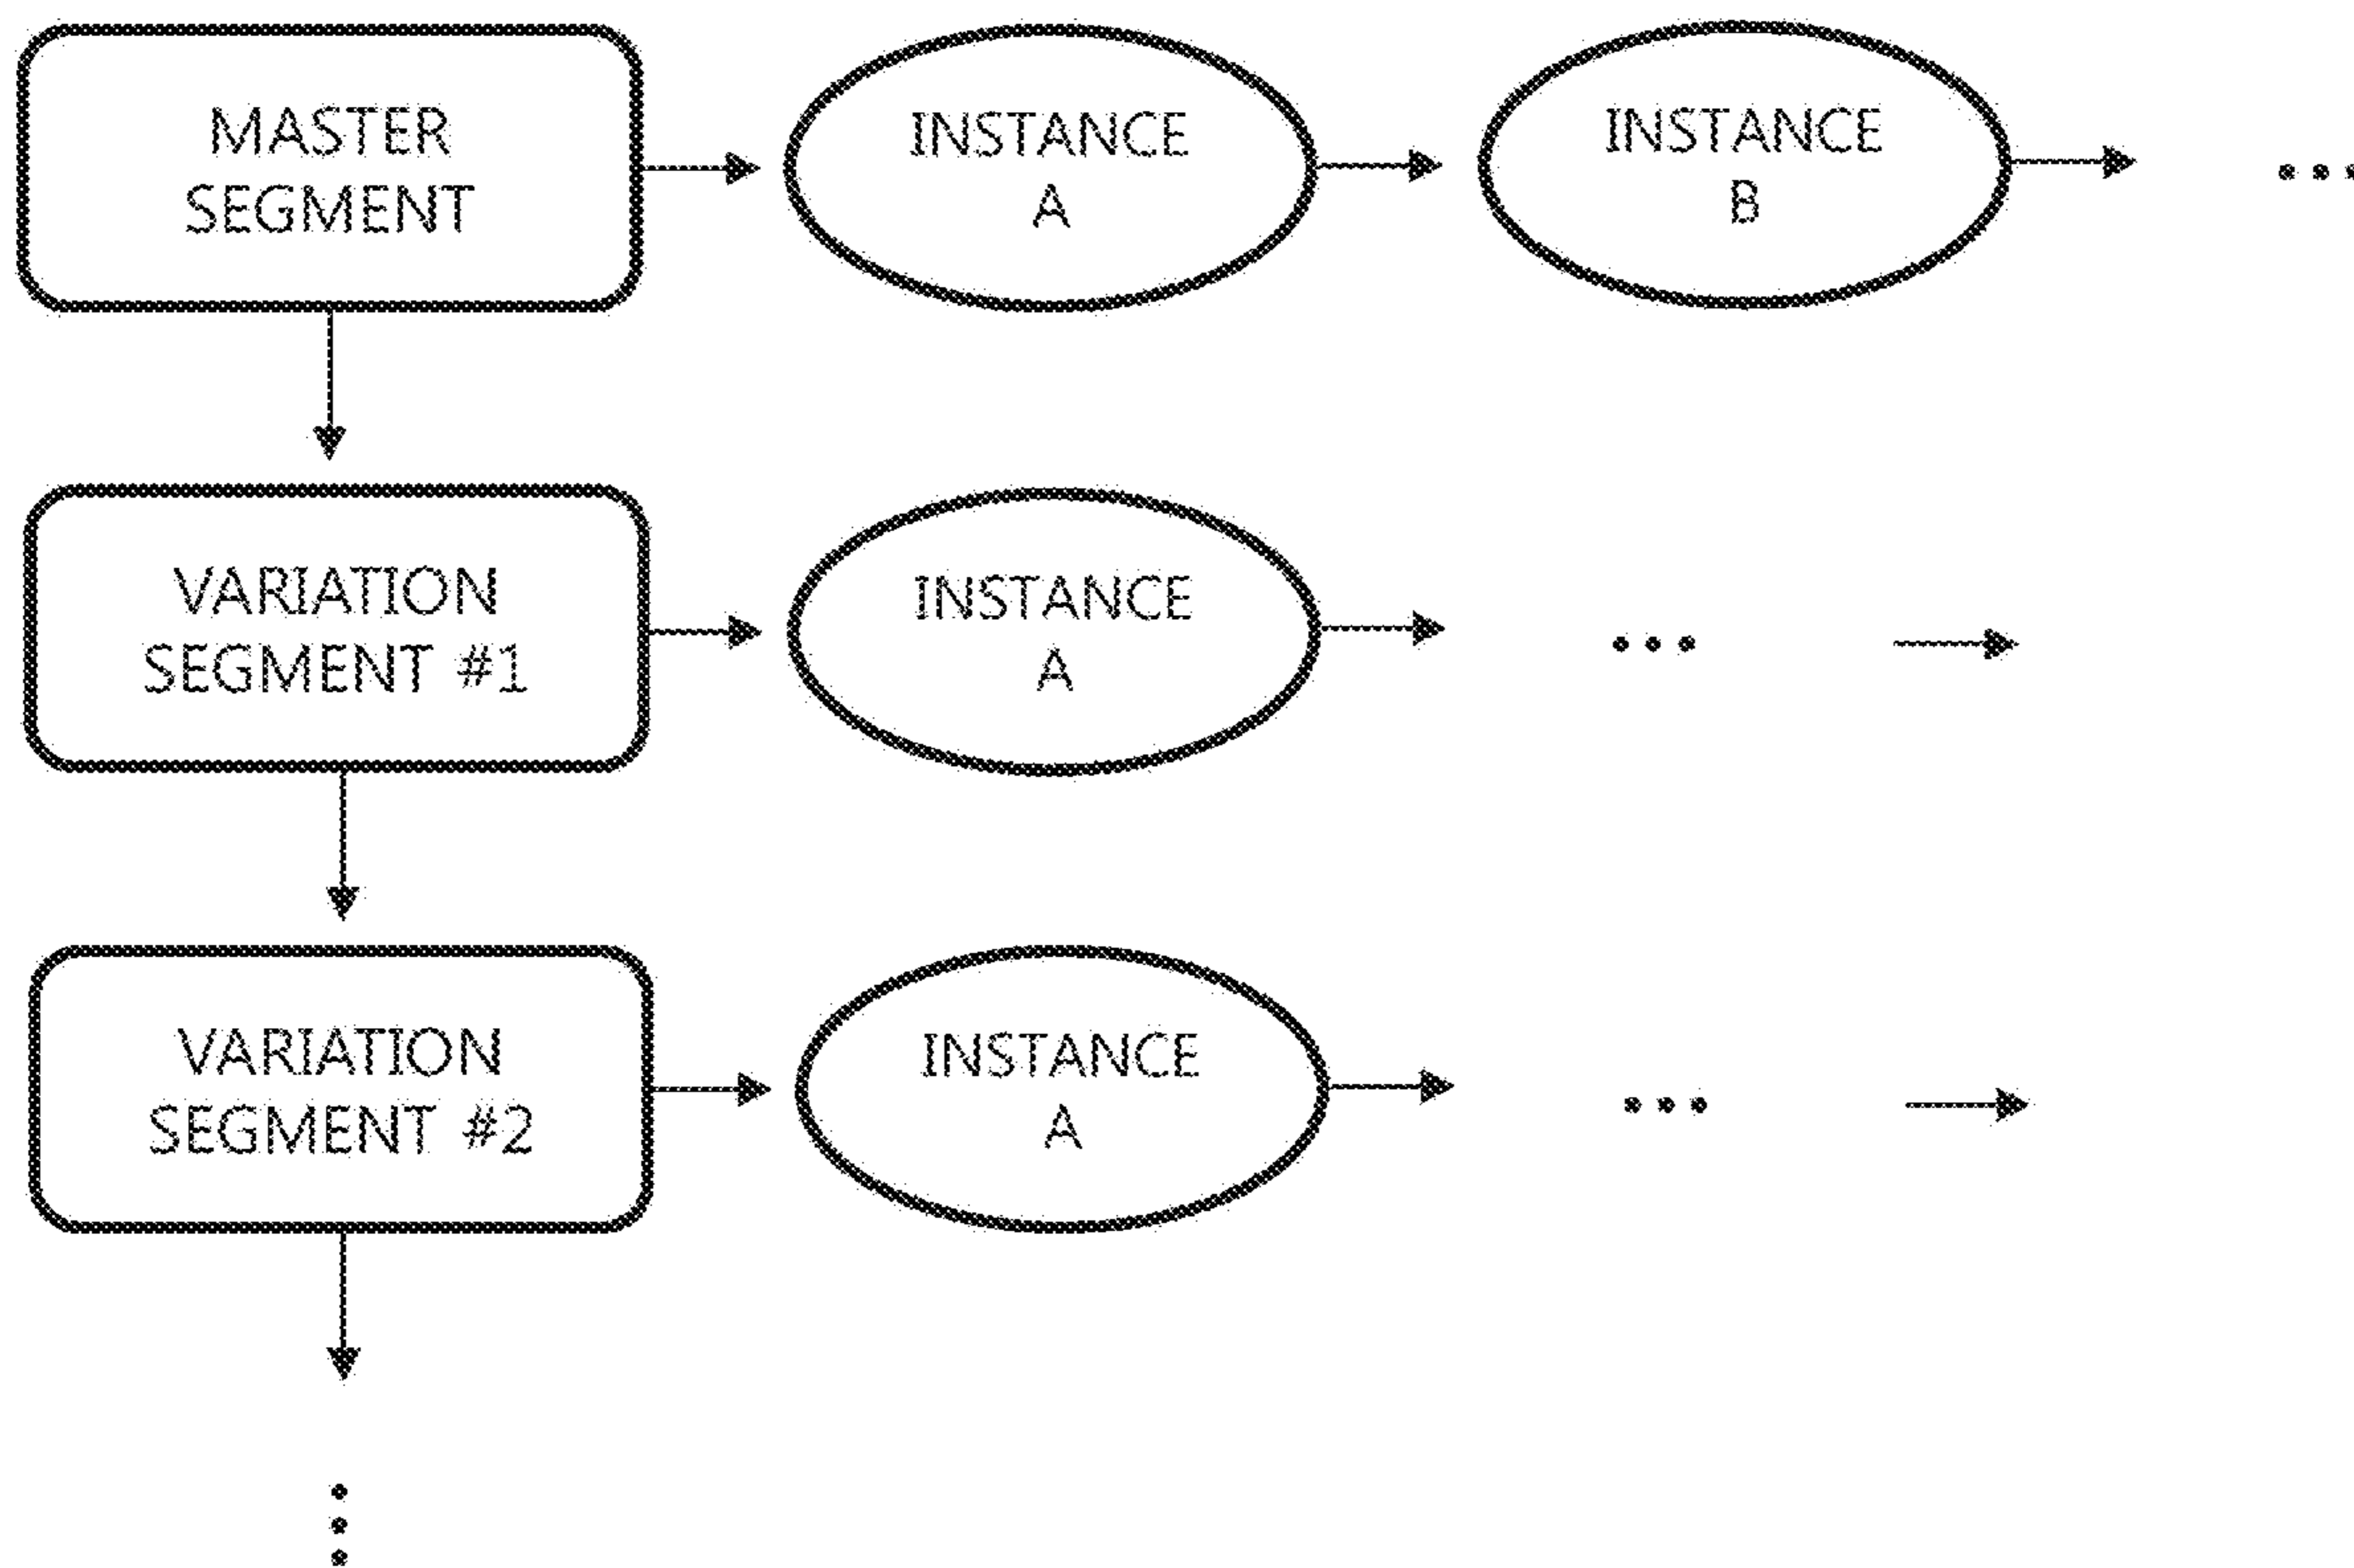 MASTER
SEGMENT
INSTANCE
A
INSTANCE
B
...
VARIATION
SEGMENT #1
INSTANCE
A
...
VARIATION
SEGMENT #2
INSTANCE
A
...